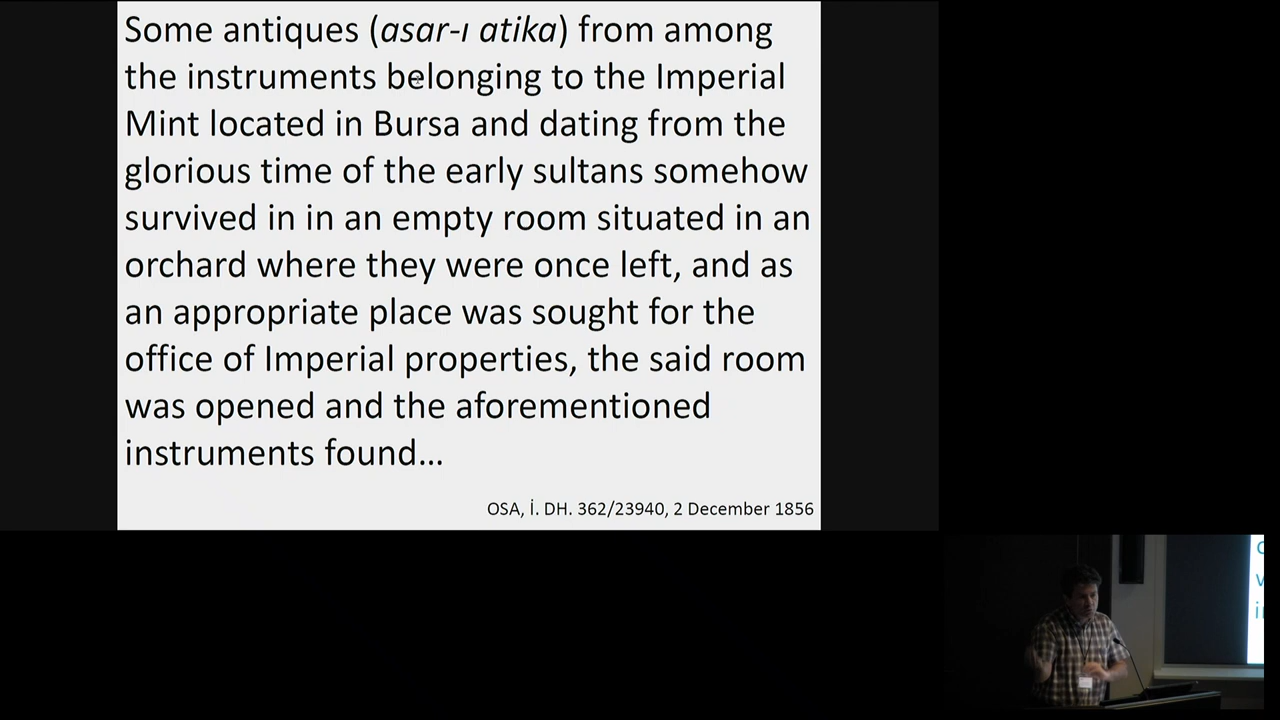 Some antiques (asar-ı atika) from among
the instruments belonging to the Imperial
Mint located in Bursa and dating from the
glorious time of the early sultans somehow
survived in in an empty room situated in an
orchard where they were once left, and as
an appropriate place was sought for the
office of Imperial properties, the said room
was opened and the aforementioned
instruments found...
OSA, İ. DH. 362/23940, 2 December 1856